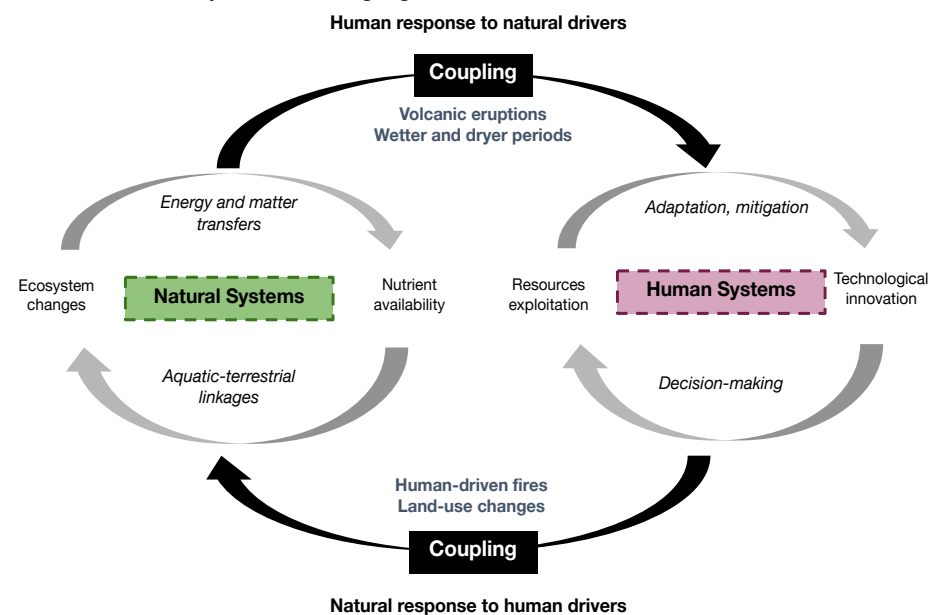 Human response to natural drivers
Coupling
Volcanic eruptions
Wetter and dryer periods
Energy and matter
transfers
Adaptation, mitigation
Ecosystem
changes
Natural Systems
Nutrient
availability
Resources
exploitation
Human Systems
Technological
innovation
Aquatic-terrestrial
linkages
Decision-making
Human-driven fires
Land-use changes
Coupling
Natural response to human drivers